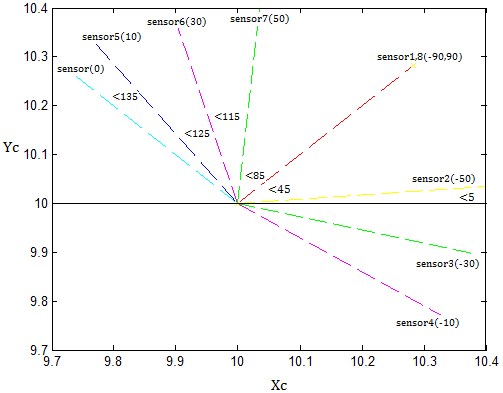 10.4
sensor6(30)
sensor7(50)
sensor5(10)
10.3
sensor(0)
sensor1,8(-90,90)
10.2
<135
<115
<125
Yc
10.1
<85
sensor2(-50)
<45
<5
10
9.9
sensor3(-30)
9.8
sensor4(-10)
9.7
9.7
9.8
9.9
10
10.1
10.2
10.3
10.4
Xc